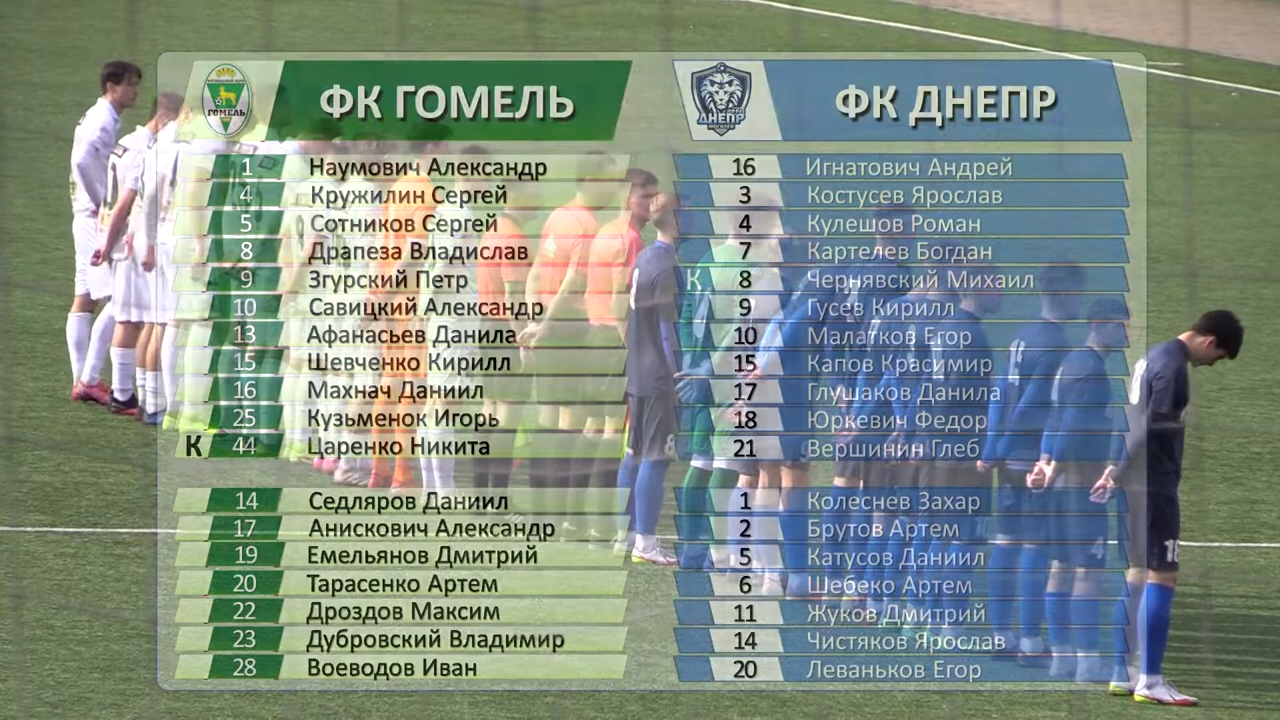 ФК ГОМЕЛЬ
1 Наумович Александр
4 Кружилин Сергей
5 Сотников Сергей
8 Драпеза Владислав
9 Згурский Петр
10 Савицкий Александр
13 Афанасьев Данила
15 Шевченко Кирилл
16 Махнач Даниил
25 Кузьменок Игорь
К 44 Царенко Никита
14 Седляров Даниил
17 Анискович Александр
19 Емельянов Дмитрий
20 Тарасенко Артем
22 Дроздов Максим
23 Дубровский Владимир
28 Воеводов Иван
ФК ДНЕПР
16 Игнатович Андрей
3 Костусев Ярослав
4 Кулешов Роман
7 Картелев Богдан
К 8 Чернявский Михаил
9 Гусев Кирилл
10 Малатков Егор
15 Капов Красимир
17 Глушаков Данила
18 Юркевич Федор
21 Вершинин Глеб
1 Колеснев Захар
2 Брутов Артем
5 Катусов Даниил
6 Шебеко Артем
11 Жуков Дмитрий
14 Чистяков Ярослав
20 Леваньков Егор
ГОМЕЛЬ
ДНЕПР